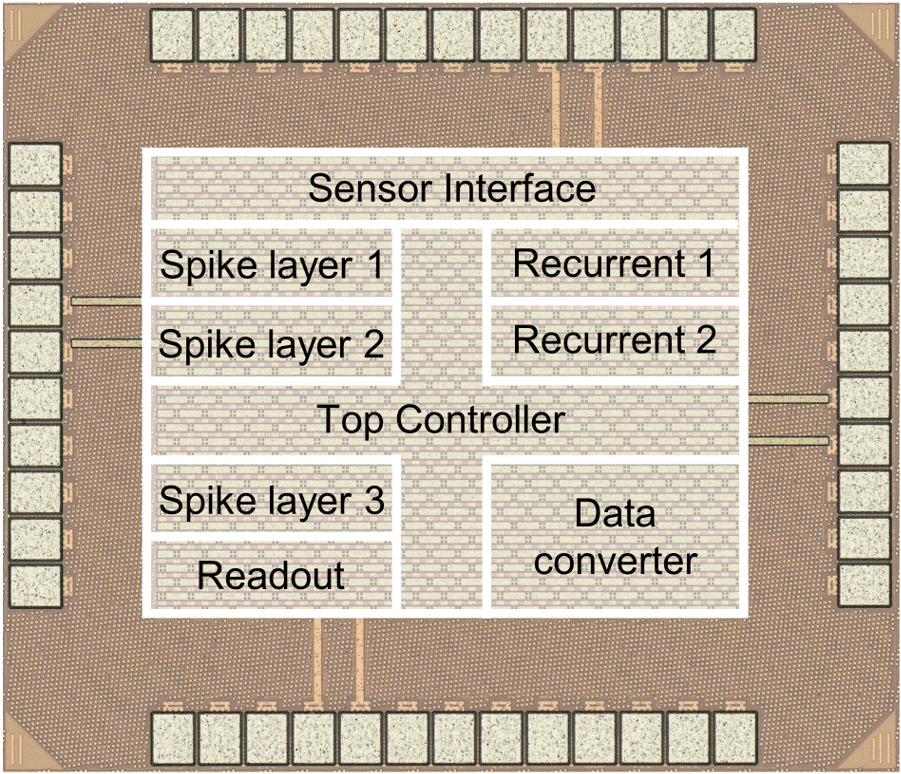 Sensor Interface
Spike layer 1
Recurrent 1
Spike layer 2
Recurrent 2
Top Controller
Spike layer 3
Data
converter
Readout